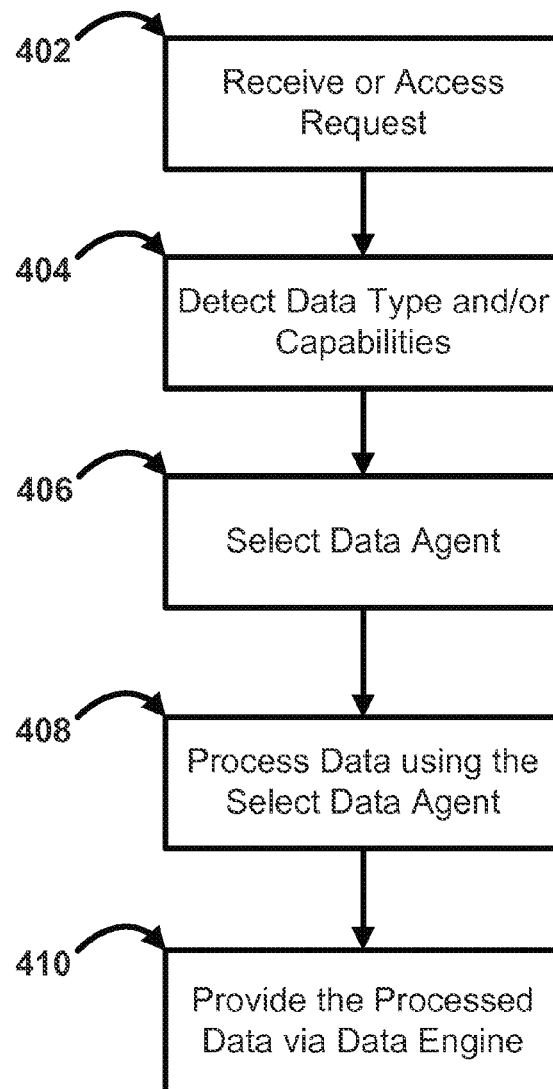 402
Receive or Access
Request
404
Detect Data Type and/or
Capabilities
406
Select Data Agent
408
Process Data using the
Select Data Agent
410
Provide the Processed
Data via Data Engine